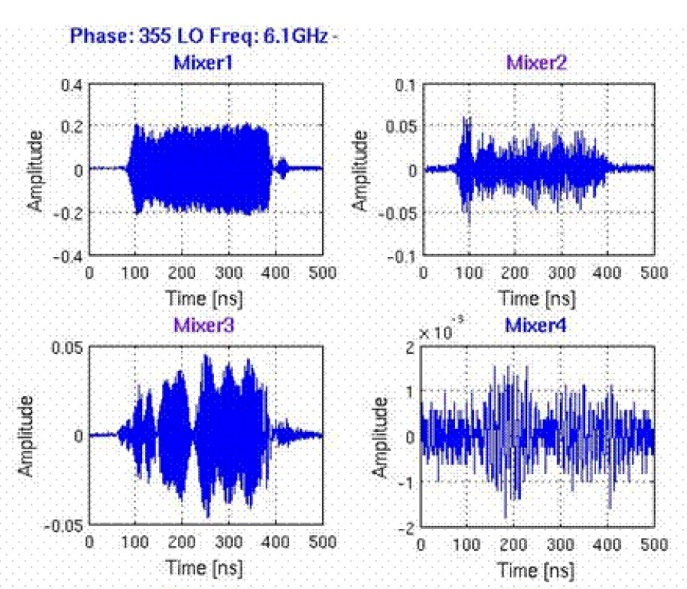 Phase: 355 LO Freq: 6.1GHz -
Mixer1
Mixer2
0.4
0.2
0
-0.2
-0.4
Amplitude
0 100 200 300 400 500
Time [ns]
0.1
0.05
0
-0.05
-0.1
Amplitude
0 100 200 300 400 500
Time [ns]
Mixer3
0.05
0
-0.05
Amplitude
0 100 200 300 400 500
Time [ns]
Mixer4
2
1
0
-1
-2
Amplitude
0 100 200 300 400 500
Time [ns]